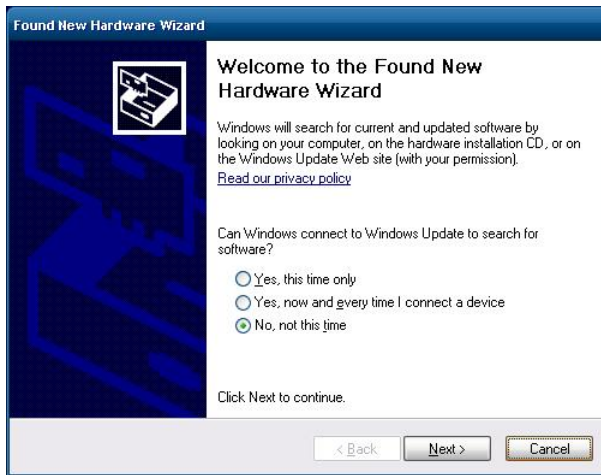 Found New Hardware Wizard
Welcome to the Found New
Hardware Wizard
Windows will search for current and updated software by
looking on your computer, on the hardware installation CD, or on
the Windows Update Web site (with your permission).
Read our privacy policy
Can Windows connect to Windows Update to search for
software?
Yes, this time only
Yes, now and every time I connect a device
No, not this time
Click Next to continue.
< Back Next > Cancel